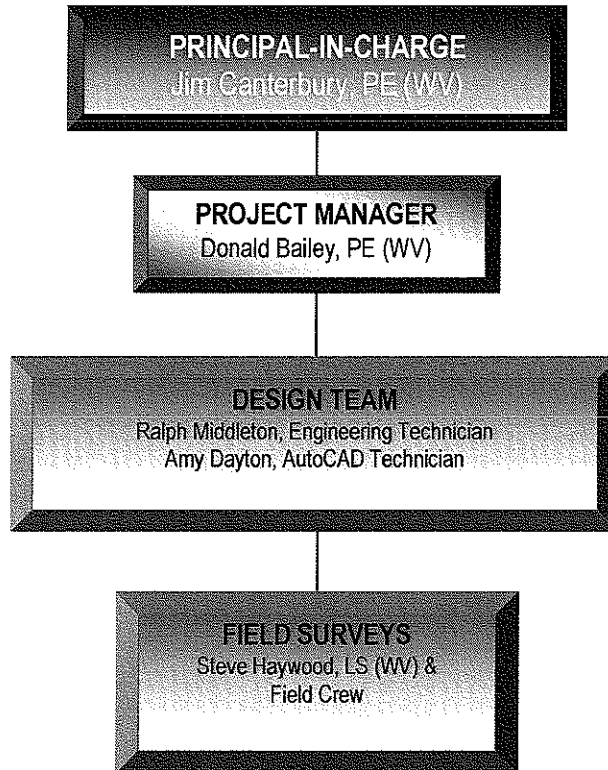 PRINCIPAL-IN-CHARGE
Jim Canterbury, PE (WV)
PROJECT MANAGER
Donald Bailey, PE (WV)
DESIGN TEAM
Ralph Middleton, Engineering Technician
Amy Dayton, AutoCAD Technician
FIELD SURVEYS
Steve Haywood, LS (WV) &
Field Crew